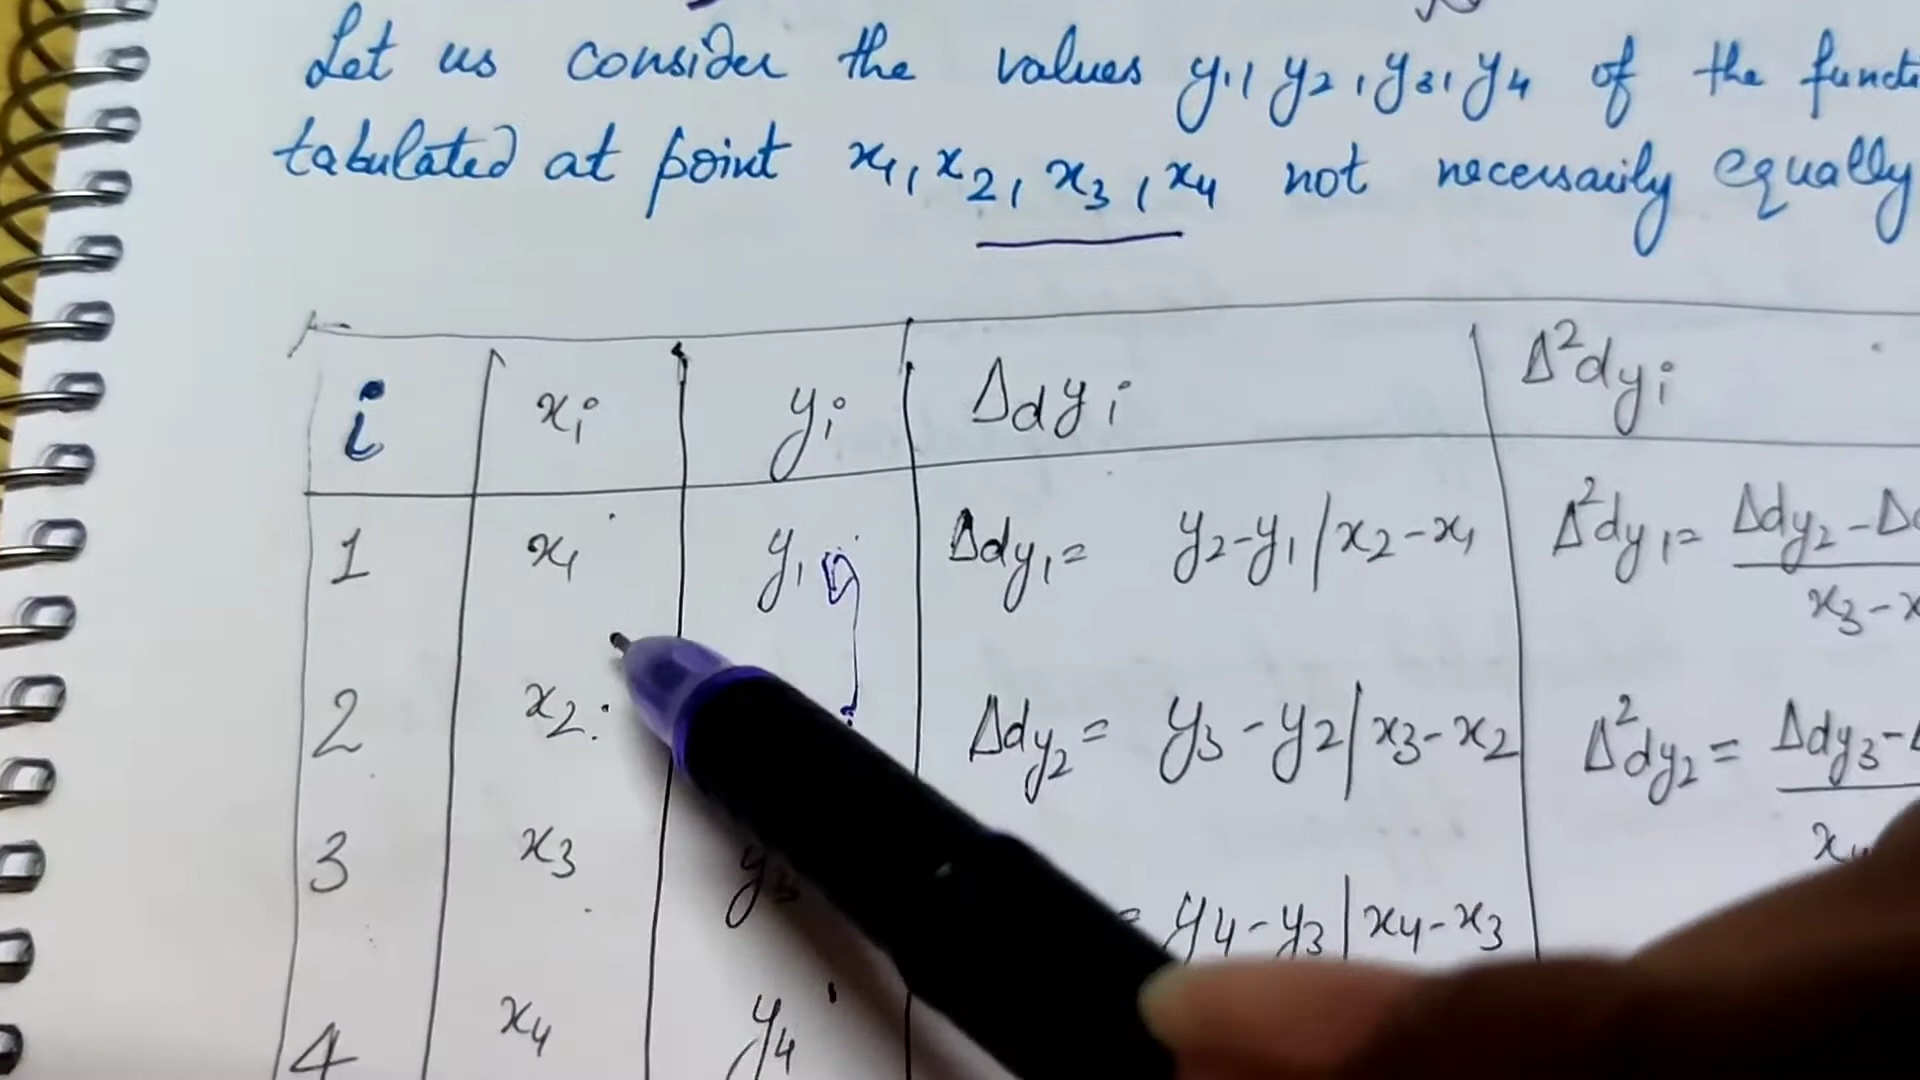 Let us consider the values y1, y2, y3, y4 of the
tabulated at point x1, x2, x3, x4 not necessarily equally
i xi yi Δdyi Δ²dyi
1 x1 y1 Δdy1= y2-y1/x2-x1 Δ²dy1= Δdy2-
x3-x
2 x2 Δdy2= y3-y2/x3-x2 Δ²dy2= Δdy3-
3 x3 y3 = y4-y3/x4-x3
4 x4 y4